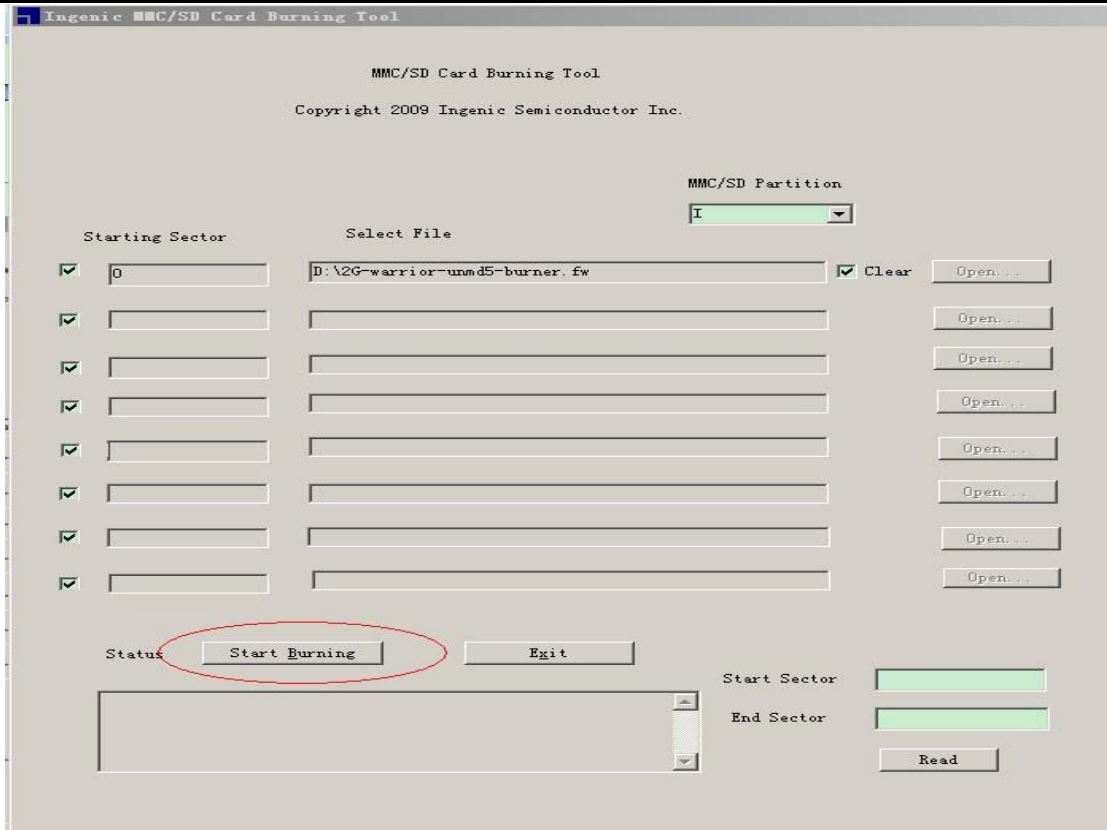 Ingenic MMC/SD Card Burning Tool
MMC/SD Card Burning Tool
Copyright 2009 Ingenic Semiconductor Inc.
MMC/SD Partition
I
Starting Sector
Select File
0
D:\2G-warrior-unmd5-burner.fw
Clear
Open...
Open...
Open...
Open...
Open...
Open...
Open...
Open...
Status
Start Burning
Exit
Start Sector
End Sector
Read